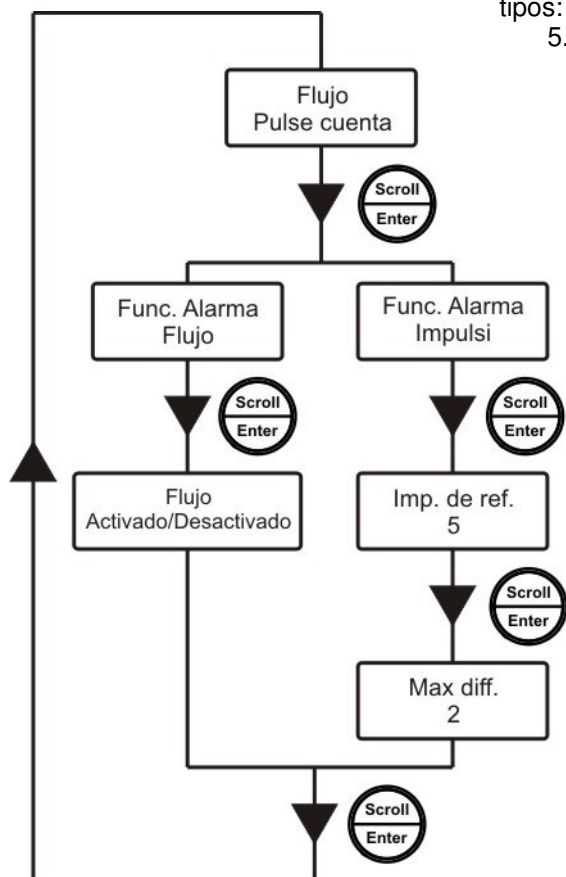 tipos:
5.
Flujo
Pulse cuenta
Scroll
Enter
Func. Alarma
Flujo
Func. Alarma
Impulsi
Scroll
Enter
Scroll
Enter
Flujo
Activado/Desactivado
Imp. de ref.
5
Scroll
Enter
Max diff.
2
Scroll
Enter